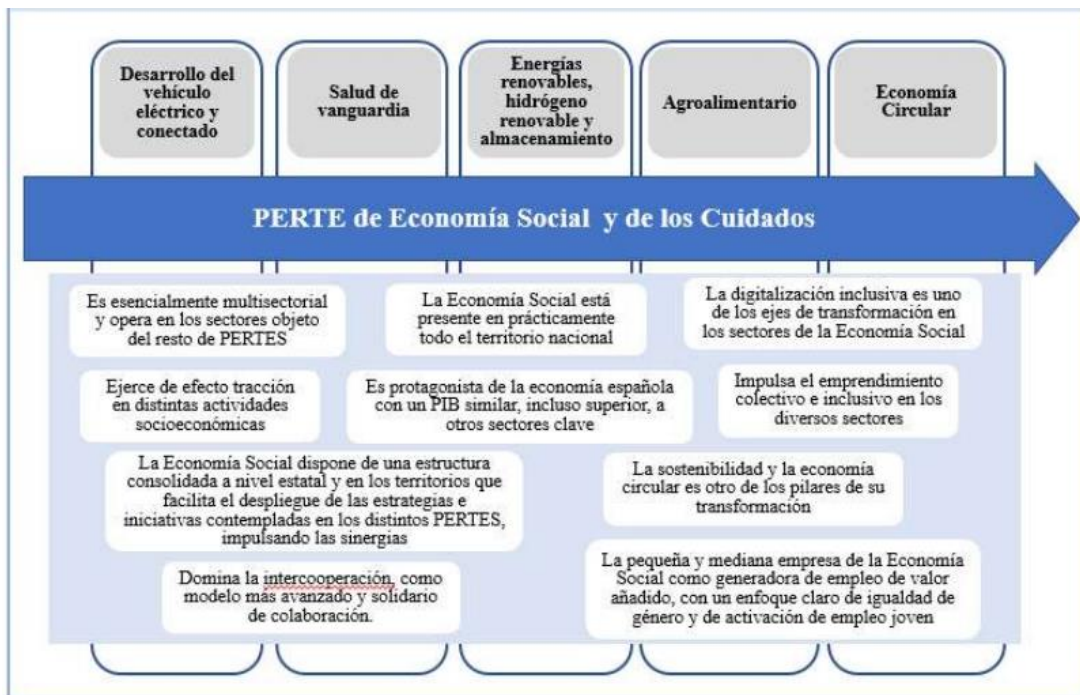 Desarrollo del
vehículo
eléctrico y
conectado
Salud de
vanguardia
Energías
renovables,
hidrógeno
renovable y
almacenamiento
Agroalimentario
Economía
Circular
PERTE de Economía Social y de los Cuidados
Es esencialmente multisectorial
y opera en los sectores objeto
del resto de PERTES
La Economía Social está
presente en prácticamente
todo el territorio nacional
La digitalización inclusiva es uno
de los ejes de transformación en
los sectores de la Economía Social
Ejerce de efecto tracción
en distintas actividades
socioeconómicas
Es protagonista de la economía española
con un PIB similar, incluso superior, a
otros sectores clave
Impulsa el emprendimiento
colectivo e inclusivo en los
diversos sectores
La Economía Social dispone de una estructura
consolidada a nivel estatal y en los territorios que
facilita el despliegue de las estrategias e
iniciativas contempladas en los distintos PERTES,
impulsando las sinergias
La sostenibilidad y la economía
circular es otro de los pilares de su
transformación
Domina la intercooperación, como
modelo más avanzado y solidario
de colaboración.
La pequeña y mediana empresa de la Economía
Social como generadora de empleo de valor
añadido, con un enfoque claro de igualdad de
género y de activación de empleo joven